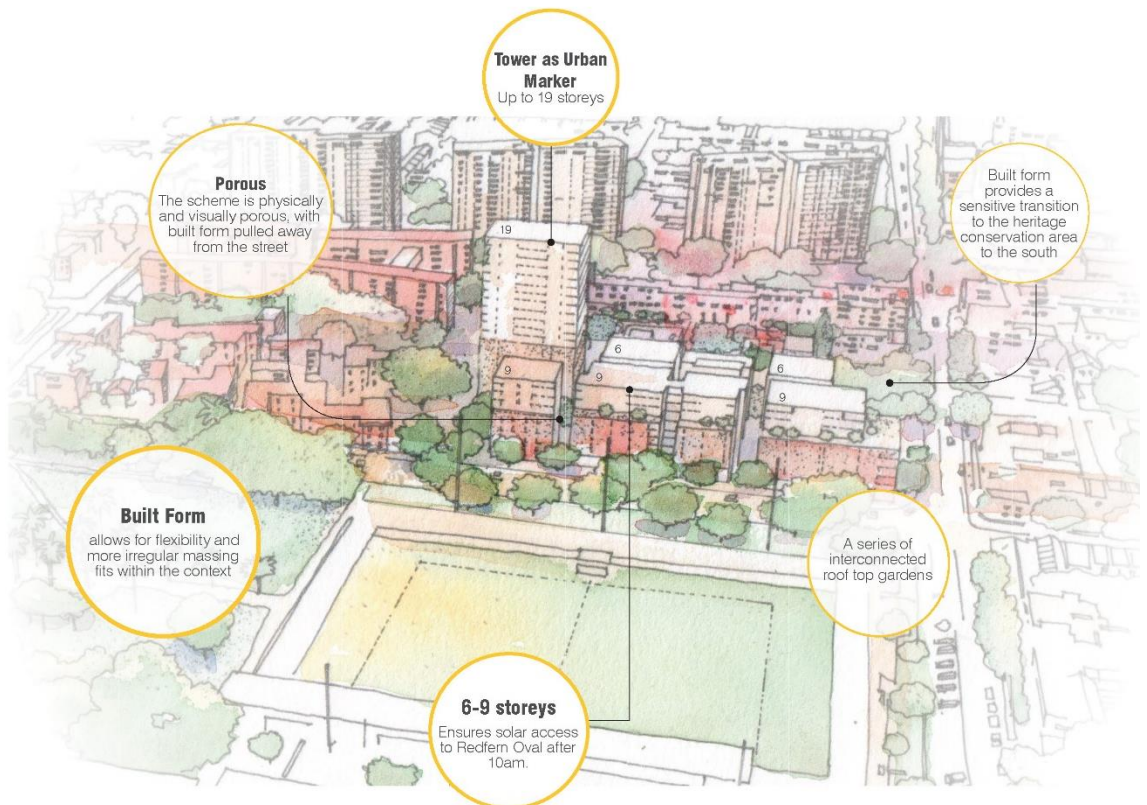 Tower as Urban
Marker
Up to 19 storeys
Porous
The scheme is physically
and visually porous, with
built form pulled away
from the street
Built form
provides a
sensitive transition
to the heritage
conservation area
to the south
19
6
9
9
6
9
Built Form
allows for flexibility and
more irregular massing
fits within the context
A series of
interconnected
roof top gardens
6-9 storeys
Ensures solar access
to Redfern Oval after
10am.